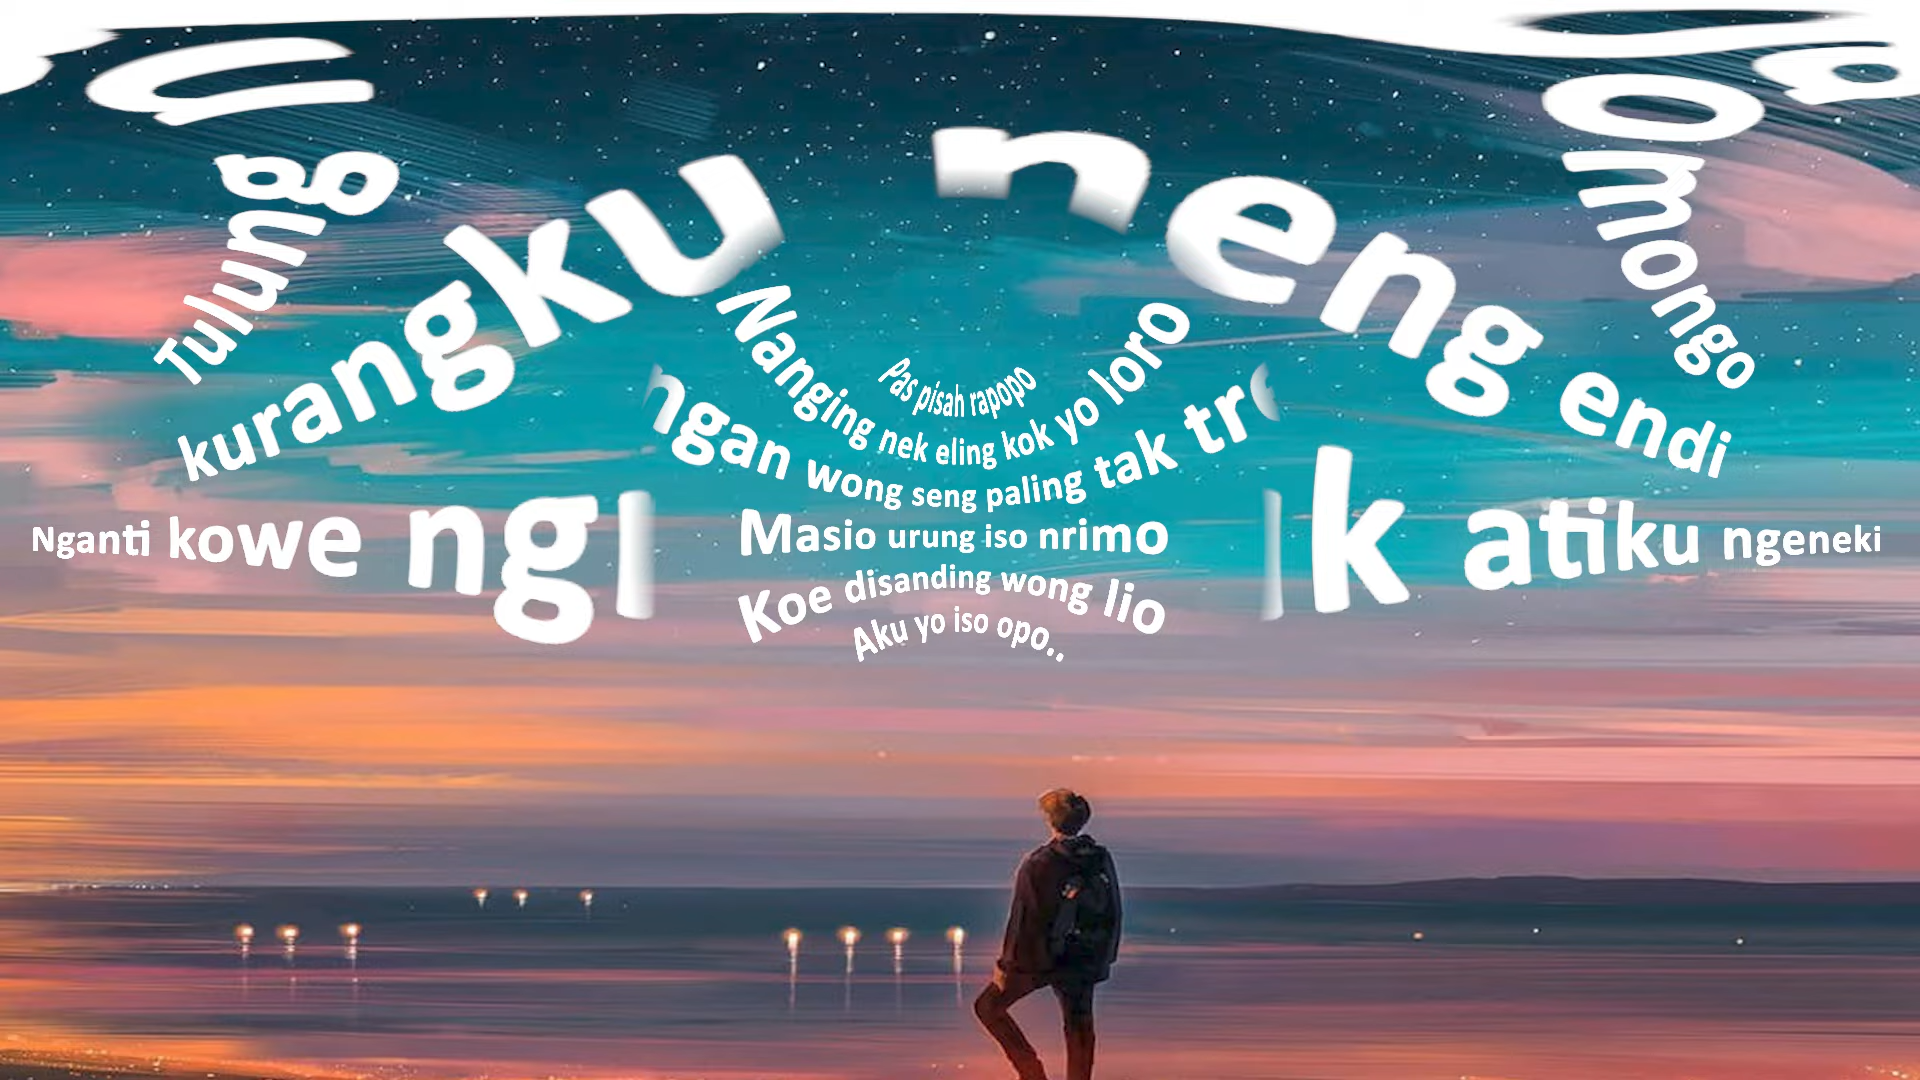 Tulung omongo
kurangku neng endi
Nganti kowe atiku ngeneki
Pas pisah rapopo
Nanging nek eling kok yo loro
wong seng paling tak
Masio urung iso nrimo
Koe disanding wong lio
Aku yo iso opo..